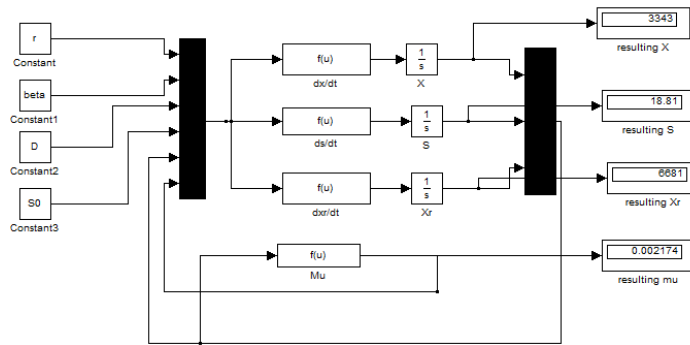 r
Constant
beta
Constant1
D
Constant2
S0
Constant3
f(u)
dx/dt
1
s
X
3343
resulting X
f(u)
ds/dt
1
s
S
18.81
resulting S
f(u)
dxr/dt
1
s
Xr
6681
resulting Xr
f(u)
Mu
0.002174
resulting mu